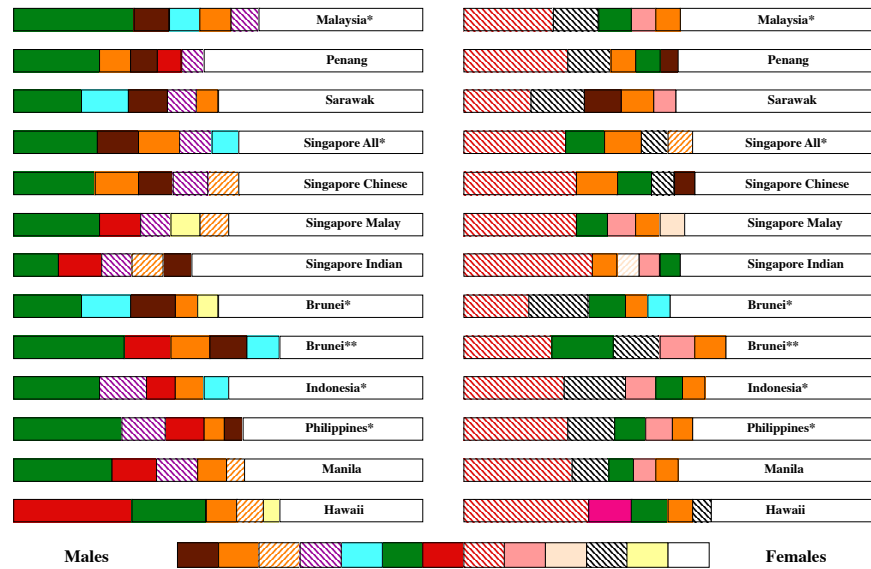 Malaysia* Malaysia*
Penang Penang
Sarawak Sarawak
Singapore All* Singapore All*
Singapore Chinese Singapore Chinese
Singapore Malay Singapore Malay
Singapore Indian Singapore Indian
Brunei* Brunei*
Brunei** Brunei**
Indonesia* Indonesia*
Philippines* Philippines*
Manila Manila
Hawaii Hawaii
Males Females